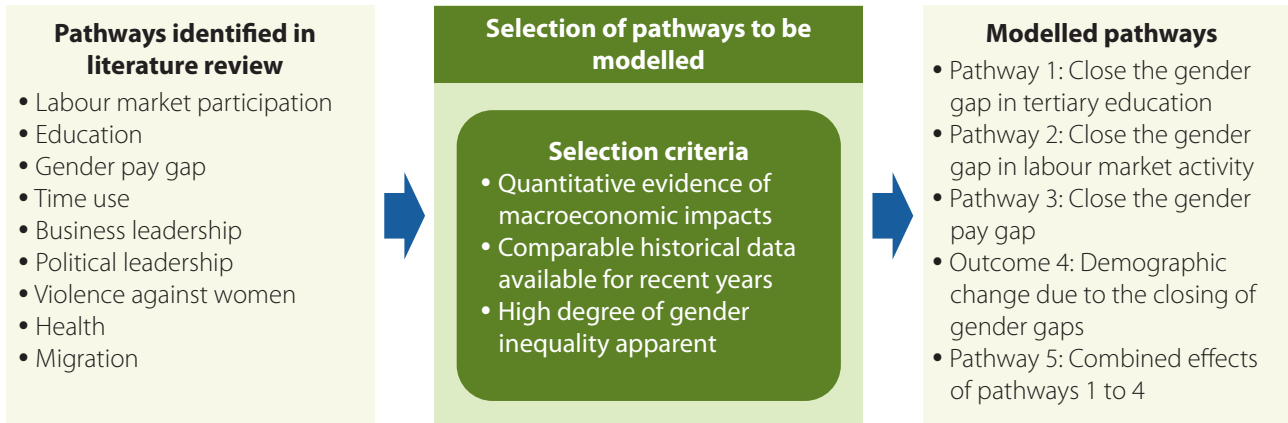 Pathways identified in
literature review
• Labour market participation
• Education
• Gender pay gap
• Time use
• Business leadership
• Political leadership
• Violence against women
• Health
• Migration
Selection of pathways to be
modelled
Selection criteria
• Quantitative evidence of
macroeconomic impacts
• Comparable historical data
available for recent years
• High degree of gender
inequality apparent
Modelled pathways
• Pathway 1: Close the gender
gap in tertiary education
• Pathway 2: Close the gender
gap in labour market activity
• Pathway 3: Close the gender
pay gap
• Outcome 4: Demographic
change due to the closing of
gender gaps
• Pathway 5: Combined effects
of pathways 1 to 4